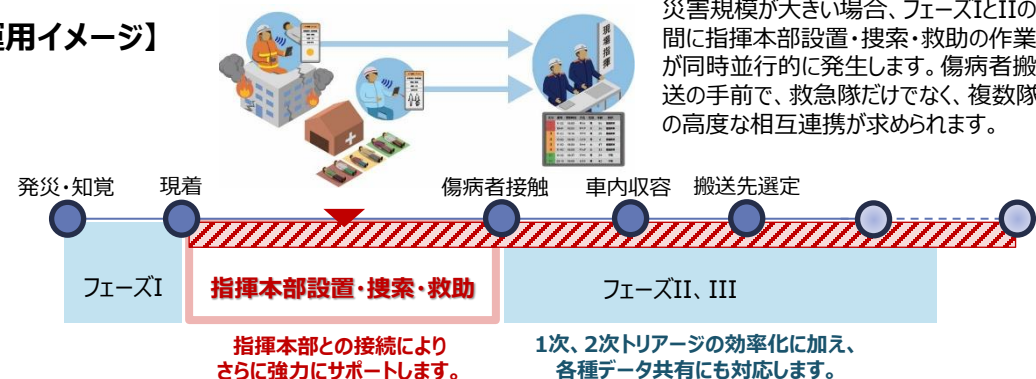 運用イメージ】
災害規模が大きい場合、フェーズIとIIの
間に指揮本部設置・捜索・救助の作業
が同時並行的に発生します。傷病者搬
送の手前で、救急隊だけでなく、複数隊
の高度な相互連携が求められます。
現場指揮
発災・知覚
現着
傷病者接触
車内収容
搬送先選定
フェーズI
指揮本部設置・捜索・救助
フェーズII、III
指揮本部との接続により
さらに強力にサポートします。
1次、2次トリアージの効率化に加え、
各種データ共有にも対応します。